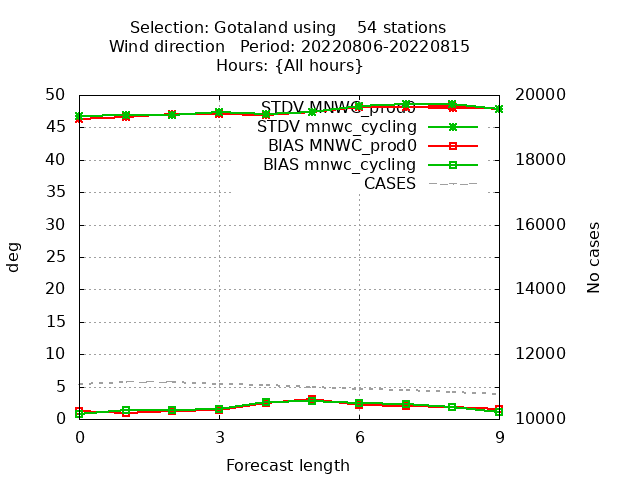 Selection: Gotaland using    54 stations
Wind direction   Period: 20220806-20220815
Hours: {All hours}
50
45
40
35
30
25
20
15
10
5
0
deg
STDV MNWC_prod0
STDV mnwc_cycling
BIAS MNWC_prod0
BIAS mnwc_cycling
CASES
20000
18000
16000
14000
12000
10000
No cases
0 3 6 9
Forecast length